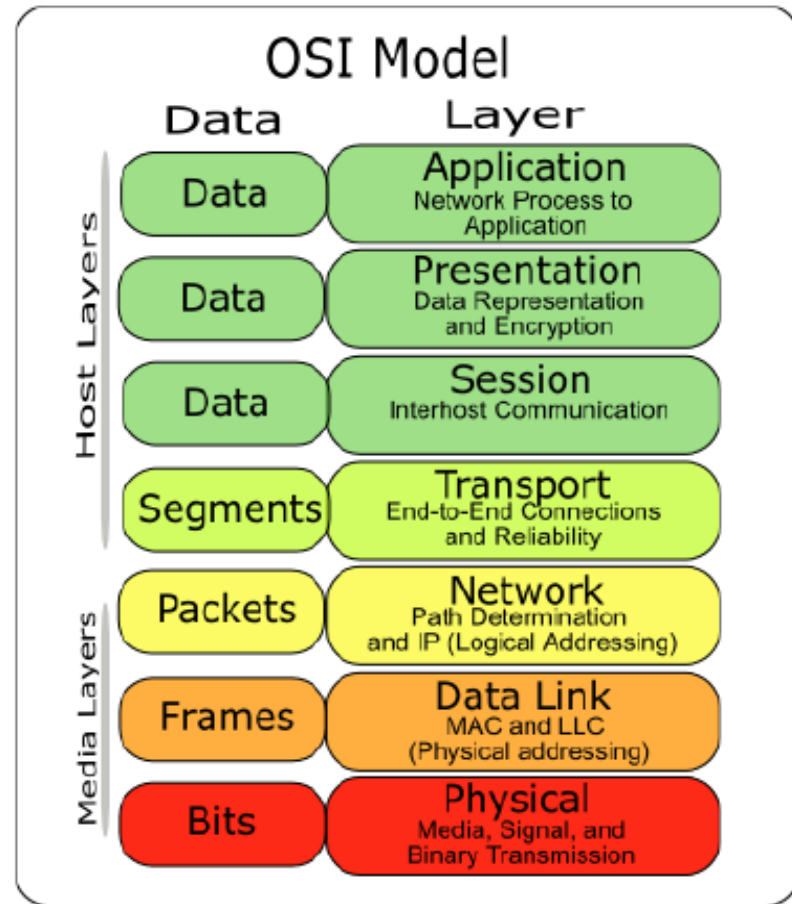 OSI Model
Data Layer
Host Layers
Data
Application
Network Process to
Application
Data
Presentation
Data Representation
and Encryption
Data
Session
Interhost Communication
Segments
Transport
End-to-End Connections
and Reliability
Media Layers
Packets
Network
Path Determination
and IP (Logical Addressing)
Frames
Data Link
MAC and LLC
(Physical addressing)
Bits
Physical
Media, Signal, and
Binary Transmission